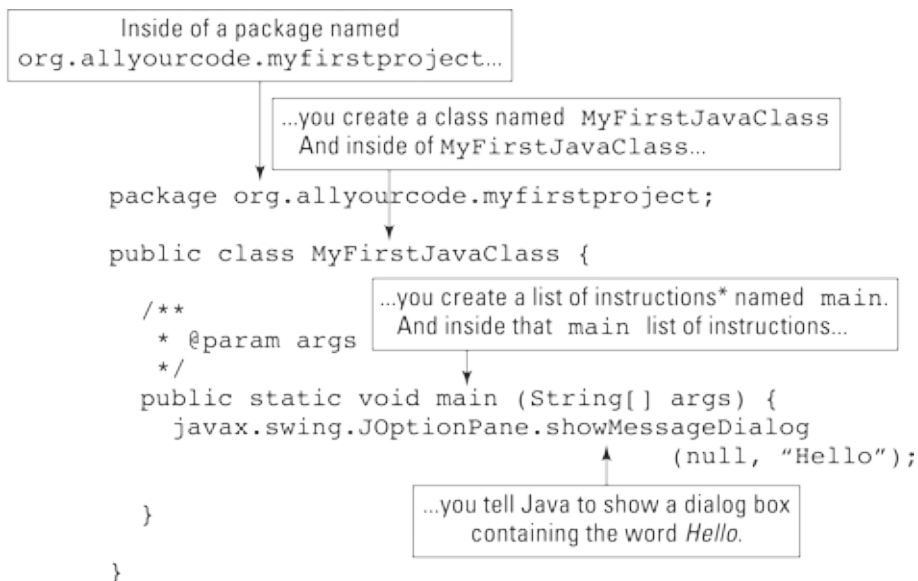 Inside of a package named
org.allyourcode.myfirstproject...
...you create a class named MyFirstJavaClass
And inside of MyFirstJavaClass...
package org.allyourcode.myfirstproject;
public class MyFirstJavaClass {
...you create a list of instructions* named main.
And inside that main list of instructions...
/**
* @param args
*/
public static void main (String[] args) {
javax.swing.JOptionPane.showMessageDialog
(null, “Hello”);
...you tell Java to show a dialog box
containing the word Hello.
}
}